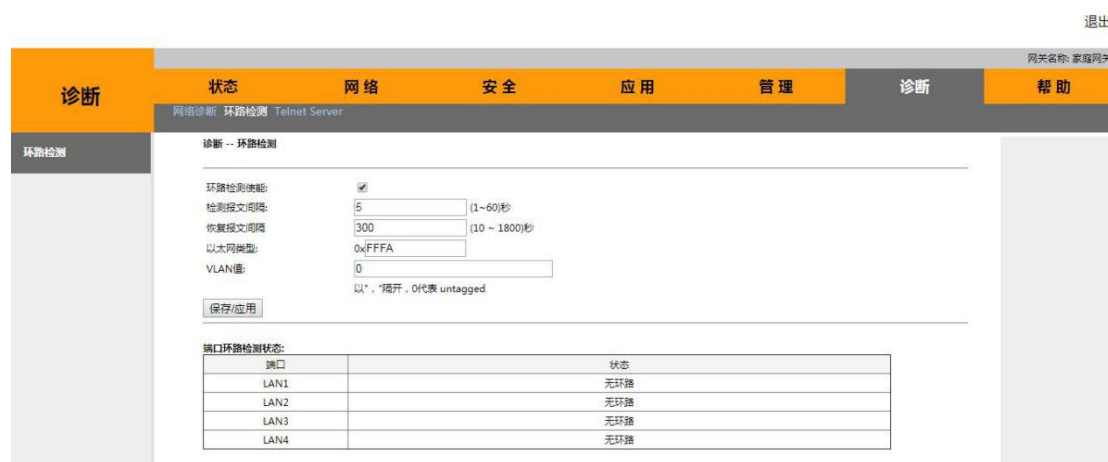 退出
网关名称: 家庭网关
诊断
状态 网络 安全 应用 管理 诊断 帮助
网络诊断 环路检测 Telnet Server
环路检测
诊断 -- 环路检测
环路检测使能:
检测报文间隔: 5 (1~60)秒
恢复报文间隔 300 (10 ~ 1800)秒
以太网类型: 0xFFFA
VLAN值: 0
以","隔开，0代表 untagged
保存/应用
端口环路检测状态:
端口 状态
LAN1 无环路
LAN2 无环路
LAN3 无环路
LAN4 无环路